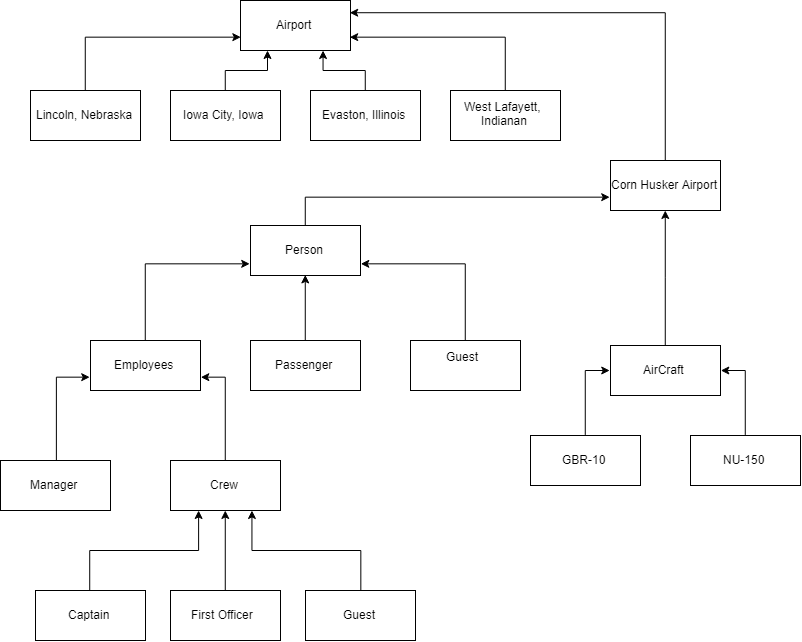 Airport
Lincoln, Nebraska
Iowa City, Iowa
Evaston, Illinois
West Lafayett,
Indianan
Corn Husker Airport
Person
Employees
Passenger
Guest
AirCraft
Manager
Crew
GBR-10
NU-150
Captain
First Officer
Guest